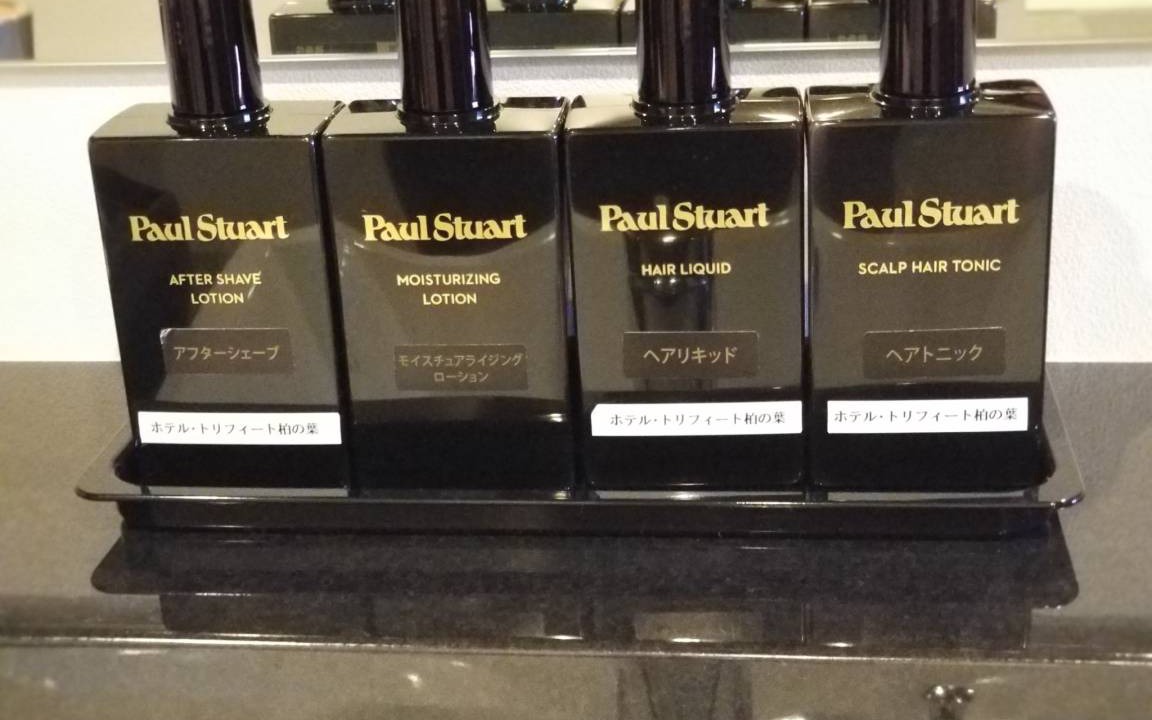 Paul Stuart
AFTER SHAVE
LOTION
アフターシェーブ
ホテル・トリフィート柏の葉
Paul Stuart
MOISTURIZING
LOTION
モイスチュアライジング
ローション
Paul Stuart
HAIR LIQUID
ヘアリキッド
ホテル・トリフィート柏の葉
Paul Stuart
SCALP HAIR TONIC
ヘアトニック
ホテル・トリフィート柏の葉